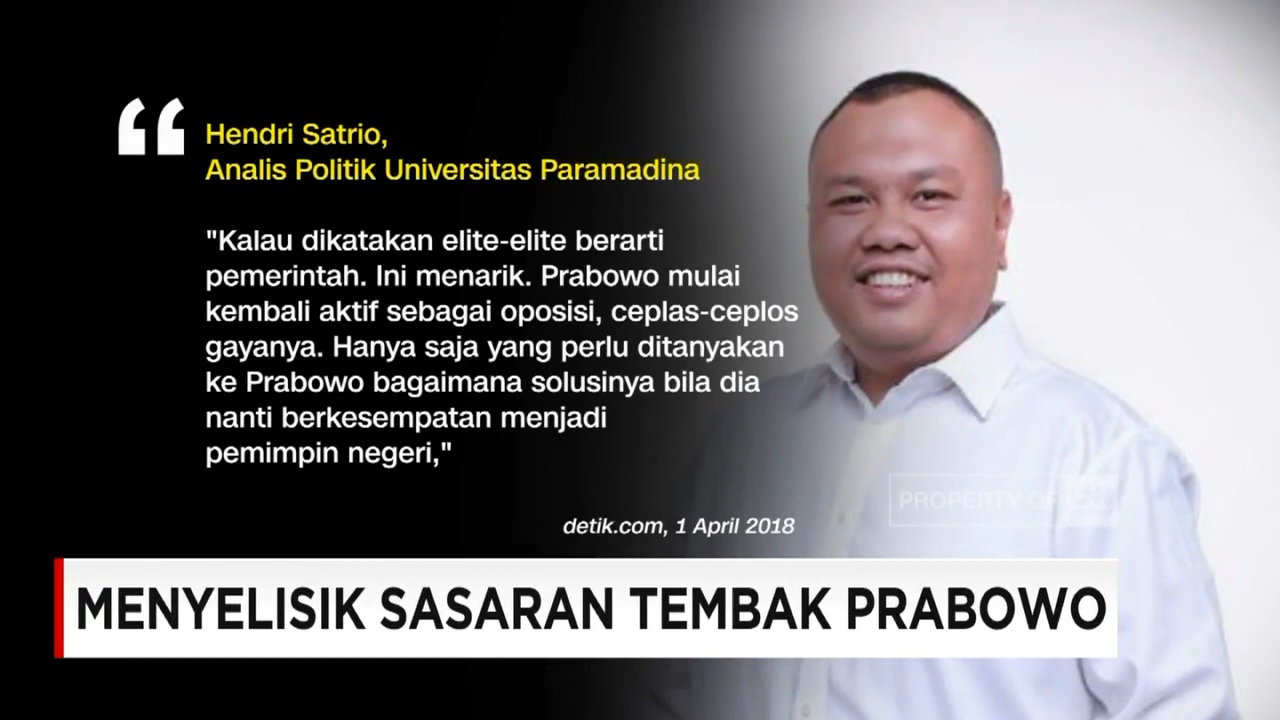 Hendri Satrio,
Analis Politik Universitas Paramadina
"Kalau dikatakan elite-elite berarti
pemerintah. Ini menarik. Prabowo mulai
kembali aktif sebagai oposisi, ceplas-ceplos
gayanya. Hanya saja yang perlu ditanyakan
ke Prabowo bagaimana solusinya bila dia
nanti berkesempatan menjadi
pemimpin negeri,"
detik.com, 1 April 2018
PROPERTY OF
MENYELISIK SASARAN TEMBAK PRABOWO